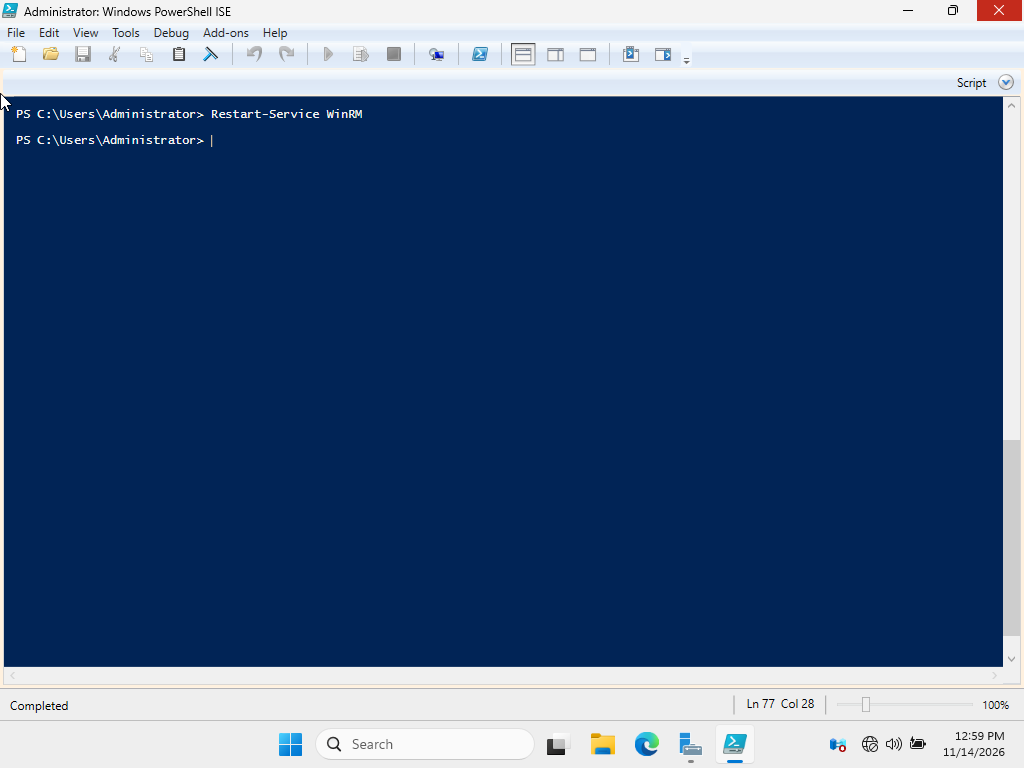 Administrator: Windows PowerShell ISE
File Edit View Tools Debug Add-ons Help
Script
PS C:\Users\Administrator> Restart-Service WinRM
PS C:\Users\Administrator>
Completed
Ln 77 Col 28
100%
Search
12:59 PM
11/14/2026